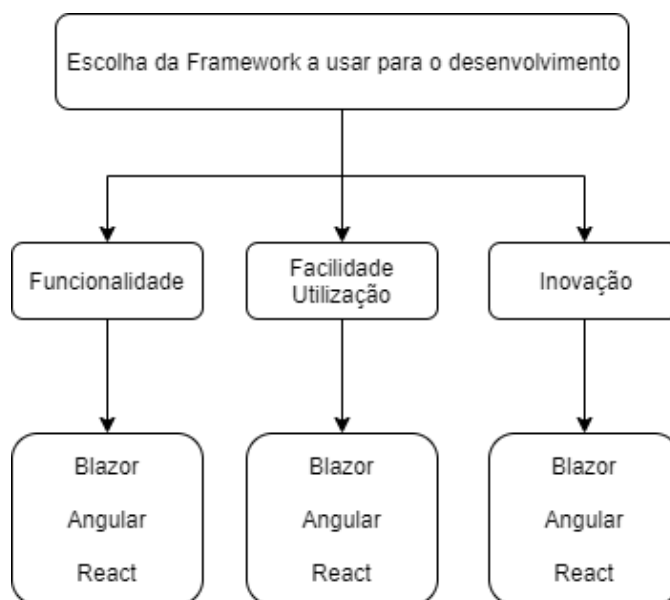 Escolha da Framework a usar para o desenvolvimento
Funcionalidade
Facilidade
Utilização
Inovação
Blazor
Angular
React
Blazor
Angular
React
Blazor
Angular
React